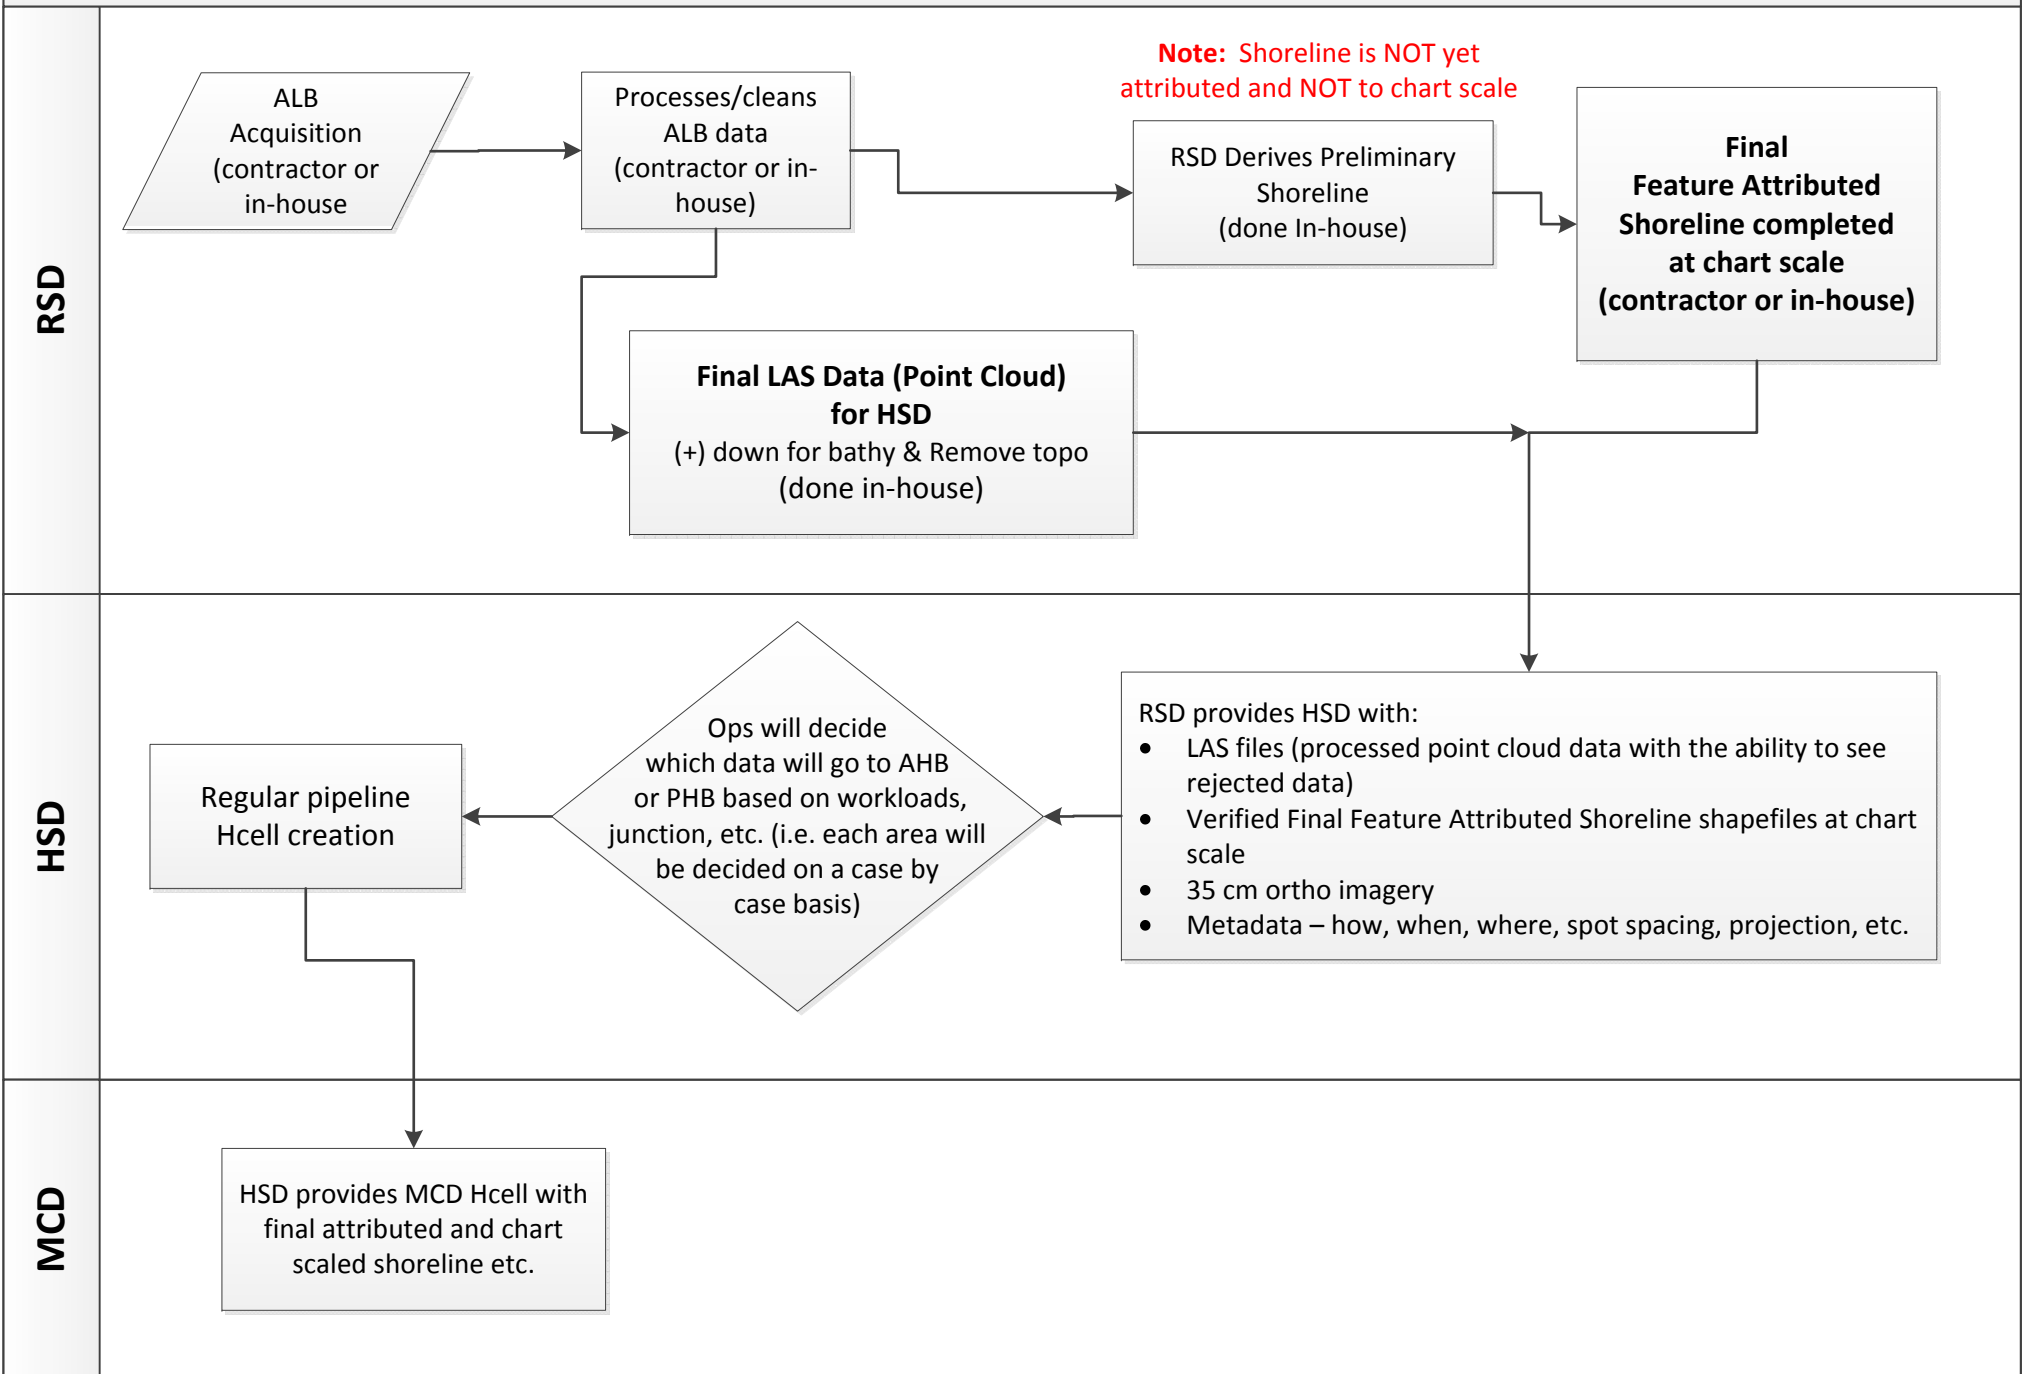 RSD
ALB
Acquisition
(contractor or
in-house
Processes/cleans
ALB data
(contractor or in-
house)
Note:  Shoreline is NOT yet
attributed and NOT to chart scale
RSD Derives Preliminary
Shoreline
(done In-house)
Final
Feature Attributed
Shoreline completed
at chart scale
(contractor or in-house)
Final LAS Data (Point Cloud)
for HSD
(+) down for bathy & Remove topo
(done in-house)
HSD
RSD provides HSD with:
• LAS files (processed point cloud data with the ability to see
rejected data)
• Verified Final Feature Attributed Shoreline shapefiles at chart
scale
• 35 cm ortho imagery
• Metadata – how, when, where, spot spacing, projection, etc.
Ops will decide
which data will go to AHB
or PHB based on workloads,
junction, etc. (i.e. each area will
be decided on a case by
case basis)
Regular pipeline
Hcell creation
MCD
HSD provides MCD Hcell with
final attributed and chart
scaled shoreline etc.